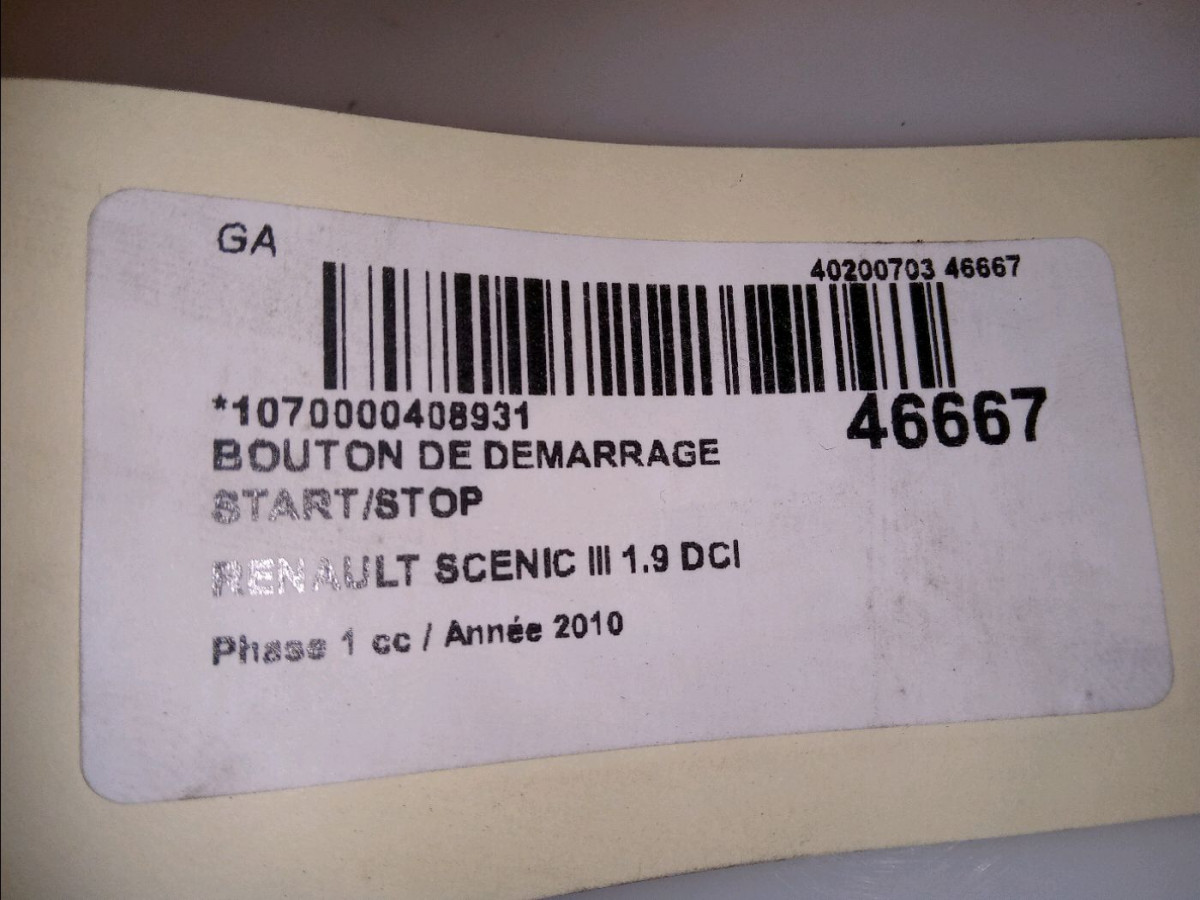 GA
40200703 46667
*1070000408931
46667
BOUTON DE DEMARRAGE
START/STOP
RENAULT SCENIC III 1.9 DCI
Phase 1 cc / Année 2010